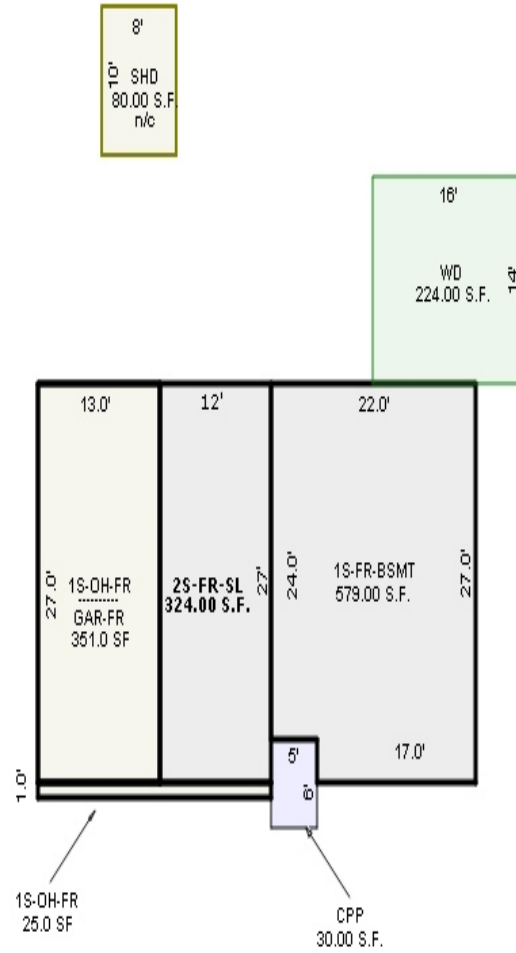 8'
10'
SHD
80.00 S.F.
n/c
16'
WD
224.00 S.F.
14'
13.0'
12'
22.0'
27.0'
1S-OH-FR
--------
GAR-FR
351.0 SF
2S-FR-SL
324.00 S.F.
27'
24.0'
1S-FR-BSMT
579.00 S.F.
27.0'
17.0'
5'
6'
1.0'
1S-OH-FR
25.0 SF
CPP
30.00 S.F.